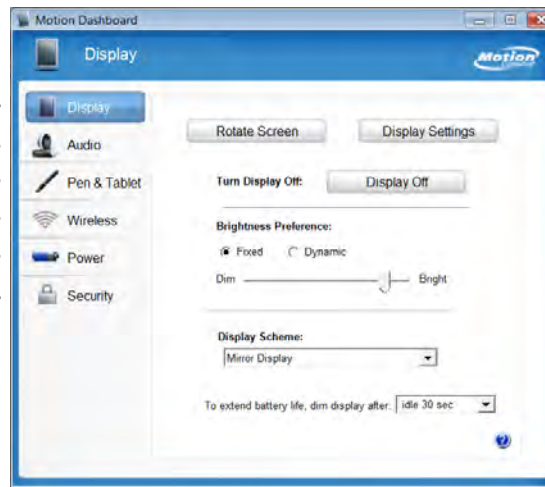 Motion Dashboard
Display
Motion
Display
Audio
Pen & Tablet
Wireless
Power
Security
Rotate Screen Display Settings
Turn Display Off: Display Off
Brightness Preference:
Fixed Dynamic
Dim Bright
Display Scheme:
Mirror Display
To extend battery life, dim display after: idle 30 sec
?